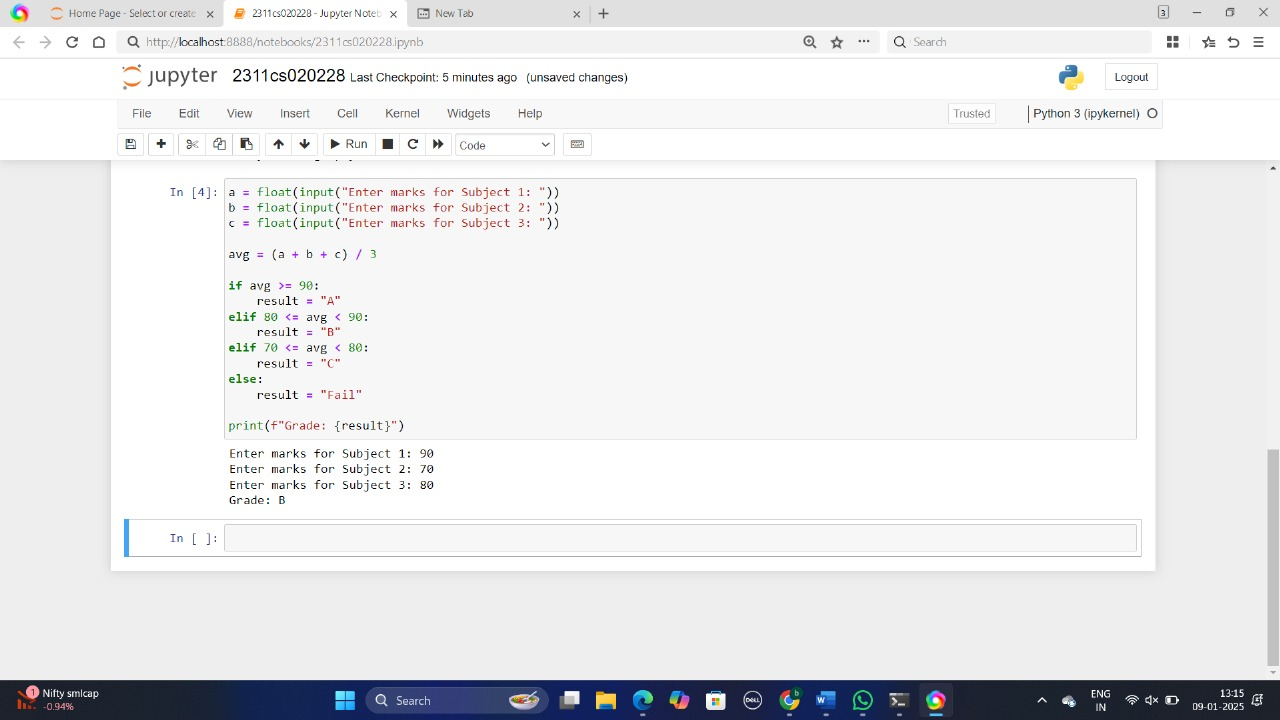 3
Home Page - Select or create
2311cs020228 - Jupyter Noteb
New Tab
http://localhost:8888/notebooks/2311cs020228.ipynb
Search
jupyter 2311cs020228 Last Checkpoint: 5 minutes ago (unsaved changes)
Logout
File Edit View Insert Cell Kernel Widgets Help
Trusted
Python 3 (ipykernel)
Run
Code
In [4]:
a = float(input("Enter marks for Subject 1: "))
b = float(input("Enter marks for Subject 2: "))
c = float(input("Enter marks for Subject 3: "))
avg = (a + b + c) / 3
if avg >= 90:
    result = "A"
elif 80 <= avg < 90:
    result = "B"
elif 70 <= avg < 80:
    result = "C"
else:
    result = "Fail"
print(f"Grade: {result}")
Enter marks for Subject 1: 90
Enter marks for Subject 2: 70
Enter marks for Subject 3: 80
Grade: B
In [ ]:
1
Nifty smlcap
-0.94%
Search
DELL
ENG
IN
13:15
09-01-2025